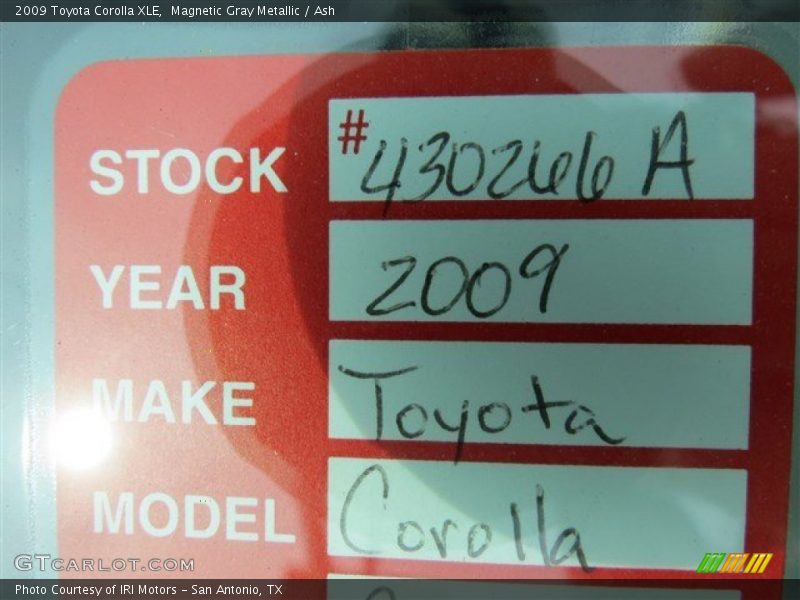 2009 Toyota Corolla XLE, Magnetic Gray Metallic / Ash
STOCK #430266 A
YEAR 2009
MAKE Toyota
MODEL Corolla
GTCARLOT.COM
Photo Courtesy of IRI Motors - San Antonio, TX